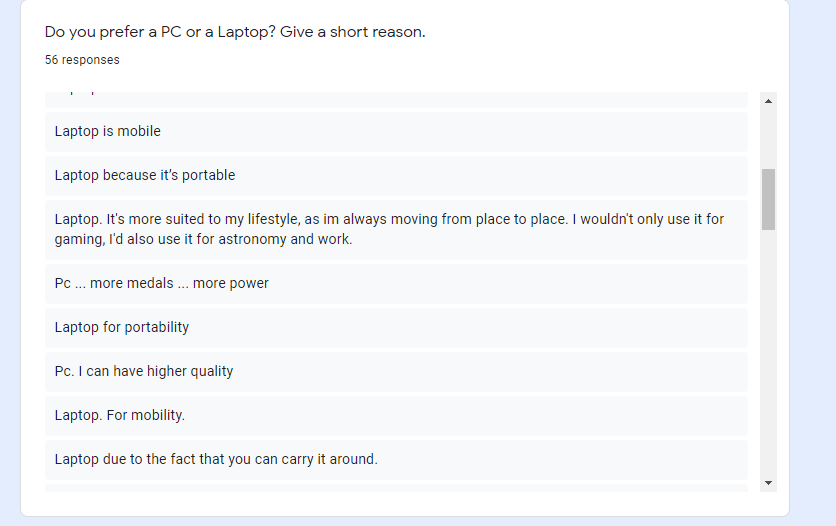 Do you prefer a PC or a Laptop? Give a short reason.
56 responses
Laptop is mobile
Laptop because it's portable
Laptop. It's more suited to my lifestyle, as im always moving from place to place. I wouldn't only use it for
gaming, I'd also use it for astronomy and work.
Pc ... more medals ... more power
Laptop for portability
Pc. I can have higher quality
Laptop. For mobility.
Laptop due to the fact that you can carry it around.